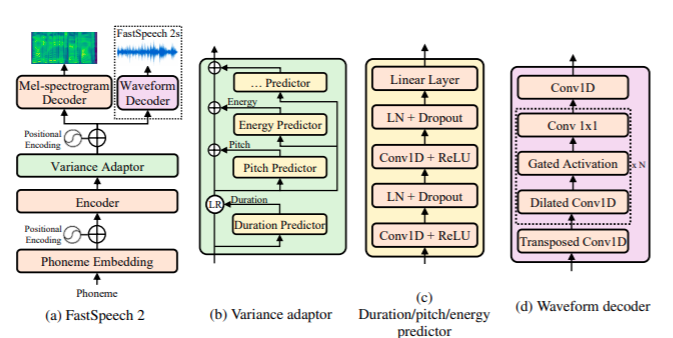 FastSpeech 2s
Mel-spectrogram
Decoder
Waveform
Decoder
Positional
Encoding
Variance Adaptor
Encoder
Positional
Encoding
Phoneme Embedding
Phoneme
(a) FastSpeech 2
... Predictor
Energy
Energy Predictor
Pitch
Pitch Predictor
LR
Duration
Duration Predictor
(b) Variance adaptor
Linear Layer
LN + Dropout
Conv1D + ReLU
LN + Dropout
Conv1D + ReLU
(c)
Duration/pitch/energy
predictor
Conv1D
Conv 1x1
Gated Activation
x N
Dilated Conv1D
Transposed Conv1D
(d) Waveform decoder